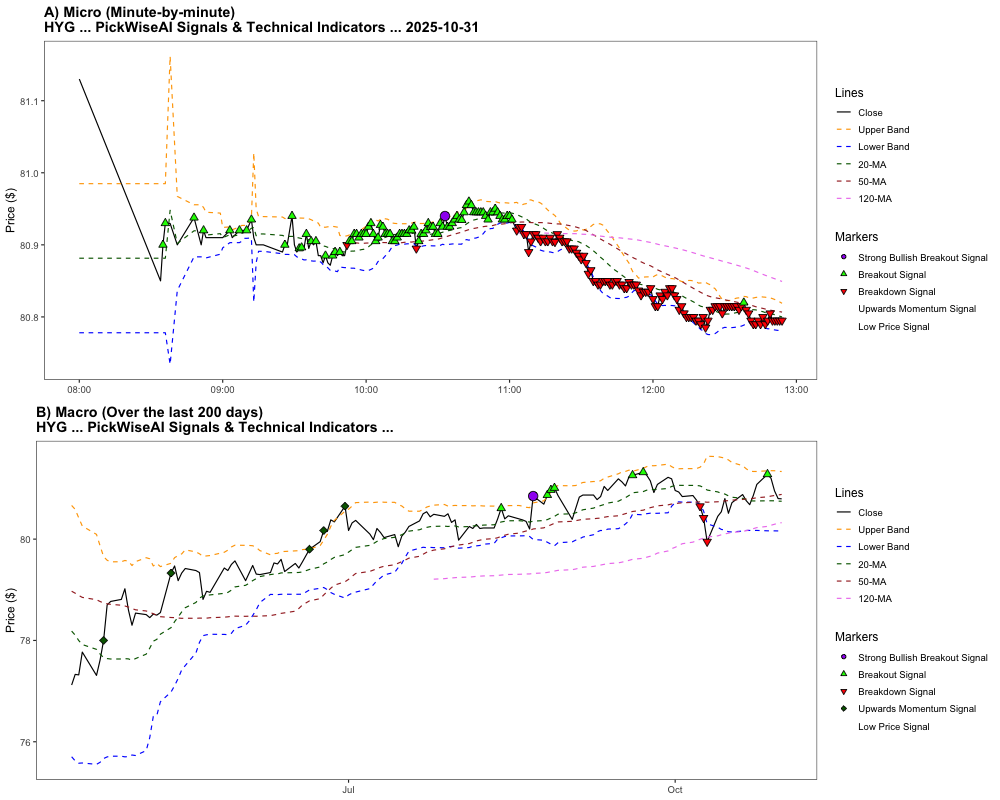 A) Micro (Minute-by-minute)
HYG ... PickWiseAI Signals & Technical Indicators ... 2025-10-31
Price ($)
81.1
81.0
80.9
80.8
08:00
09:00
10:00
11:00
12:00
13:00
Lines
Close
Upper Band
Lower Band
20-MA
50-MA
120-MA
Markers
Strong Bullish Breakout Signal
Breakout Signal
Breakdown Signal
Upwards Momentum Signal
Low Price Signal
B) Macro (Over the last 200 days)
HYG ... PickWiseAI Signals & Technical Indicators ...
Price ($)
80
78
76
Jul
Oct
Lines
Close
Upper Band
Lower Band
20-MA
50-MA
120-MA
Markers
Strong Bullish Breakout Signal
Breakout Signal
Breakdown Signal
Upwards Momentum Signal
Low Price Signal